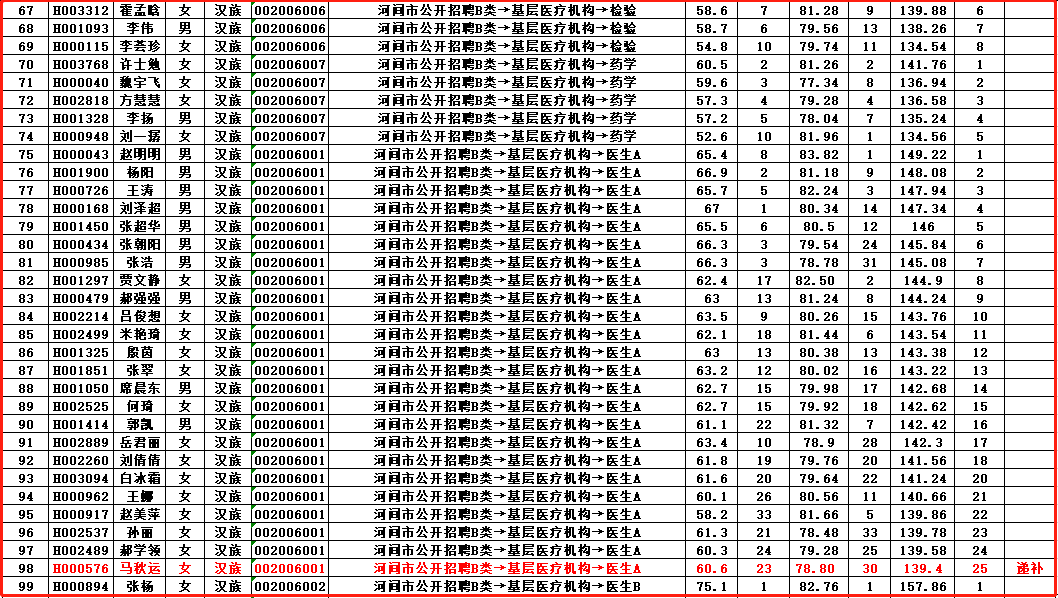 67 H003312 霍孟晗 女 汉族 002006006 河间市公开招聘B类→基层医疗机构→检验 58.6 7 81.28 9 139.88 6
68 H001093 李伟 男 汉族 002006006 河间市公开招聘B类→基层医疗机构→检验 58.7 6 79.56 13 138.26 7
69 H000115 李荟珍 女 汉族 002006006 河间市公开招聘B类→基层医疗机构→检验 54.8 10 79.74 11 134.54 8
70 H003768 许士勉 女 汉族 002006007 河间市公开招聘B类→基层医疗机构→药学 60.5 2 81.26 2 141.76 1
71 H000040 魏宇飞 女 汉族 002006007 河间市公开招聘B类→基层医疗机构→药学 59.6 3 77.34 8 136.94 2
72 H002818 方慧慧 女 汉族 002006007 河间市公开招聘B类→基层医疗机构→药学 57.3 4 79.28 4 136.58 3
73 H001328 李扬 男 汉族 002006007 河间市公开招聘B类→基层医疗机构→药学 57.2 5 78.04 7 135.24 4
74 H000948 刘一琚 女 汉族 002006007 河间市公开招聘B类→基层医疗机构→药学 52.6 10 81.96 1 134.56 5
75 H000043 赵明明 男 汉族 002006001 河间市公开招聘B类→基层医疗机构→医生A 65.4 8 83.82 1 149.22 1
76 H001900 杨阳 男 汉族 002006001 河间市公开招聘B类→基层医疗机构→医生A 66.9 2 81.18 9 148.08 2
77 H000726 王涛 男 汉族 002006001 河间市公开招聘B类→基层医疗机构→医生A 65.7 5 82.24 3 147.94 3
78 H000168 刘泽超 男 汉族 002006001 河间市公开招聘B类→基层医疗机构→医生A 67 1 80.34 14 147.34 4
79 H001450 张超华 男 汉族 002006001 河间市公开招聘B类→基层医疗机构→医生A 65.5 6 80.5 12 146 5
80 H000434 张朝阳 男 汉族 002006001 河间市公开招聘B类→基层医疗机构→医生A 66.3 3 79.54 24 145.84 6
81 H000985 张浩 男 汉族 002006001 河间市公开招聘B类→基层医疗机构→医生A 66.3 3 78.78 31 145.08 7
82 H001297 贾文静 女 汉族 002006001 河间市公开招聘B类→基层医疗机构→医生A 62.4 17 82.50 2 144.9 8
83 H000479 郝强强 男 汉族 002006001 河间市公开招聘B类→基层医疗机构→医生A 63 13 81.24 8 144.24 9
84 H002214 吕俊想 女 汉族 002006001 河间市公开招聘B类→基层医疗机构→医生A 63.5 9 80.26 15 143.76 10
85 H002499 米艳琦 女 汉族 002006001 河间市公开招聘B类→基层医疗机构→医生A 62.1 18 81.44 6 143.54 11
86 H001325 殷茵 女 汉族 002006001 河间市公开招聘B类→基层医疗机构→医生A 63 13 80.38 13 143.38 12
87 H001851 张翠 女 汉族 002006001 河间市公开招聘B类→基层医疗机构→医生A 63.2 12 80.02 16 143.22 13
88 H001050 席晨东 男 汉族 002006001 河间市公开招聘B类→基层医疗机构→医生A 62.7 15 79.98 17 142.68 14
89 H002525 何琦 女 汉族 002006001 河间市公开招聘B类→基层医疗机构→医生A 62.7 15 79.92 18 142.62 15
90 H001414 郭凯 男 汉族 002006001 河间市公开招聘B类→基层医疗机构→医生A 61.1 22 81.32 7 142.42 16
91 H002889 岳君丽 女 汉族 002006001 河间市公开招聘B类→基层医疗机构→医生A 63.4 10 78.9 28 142.3 17
92 H002260 刘倩倩 女 汉族 002006001 河间市公开招聘B类→基层医疗机构→医生A 61.8 19 79.76 20 141.56 18
93 H003094 白冰霜 女 汉族 002006001 河间市公开招聘B类→基层医疗机构→医生A 61.6 20 79.64 22 141.24 20
94 H000962 王娜 女 汉族 002006001 河间市公开招聘B类→基层医疗机构→医生A 60.1 26 80.56 11 140.66 21
95 H000917 赵美萍 女 汉族 002006001 河间市公开招聘B类→基层医疗机构→医生A 58.2 33 81.66 5 139.86 22
96 H002537 孙丽 女 汉族 002006001 河间市公开招聘B类→基层医疗机构→医生A 61.3 21 78.48 33 139.78 23
97 H002489 郝学领 女 汉族 002006001 河间市公开招聘B类→基层医疗机构→医生A 60.3 24 79.28 25 139.58 24
98 H000576 马秋运 女 汉族 002006001 河间市公开招聘B类→基层医疗机构→医生A 60.6 23 78.80 30 139.4 25 递补
99 H000894 张杨 女 汉族 002006002 河间市公开招聘B类→基层医疗机构→医生B 75.1 1 82.76 1 157.86 1